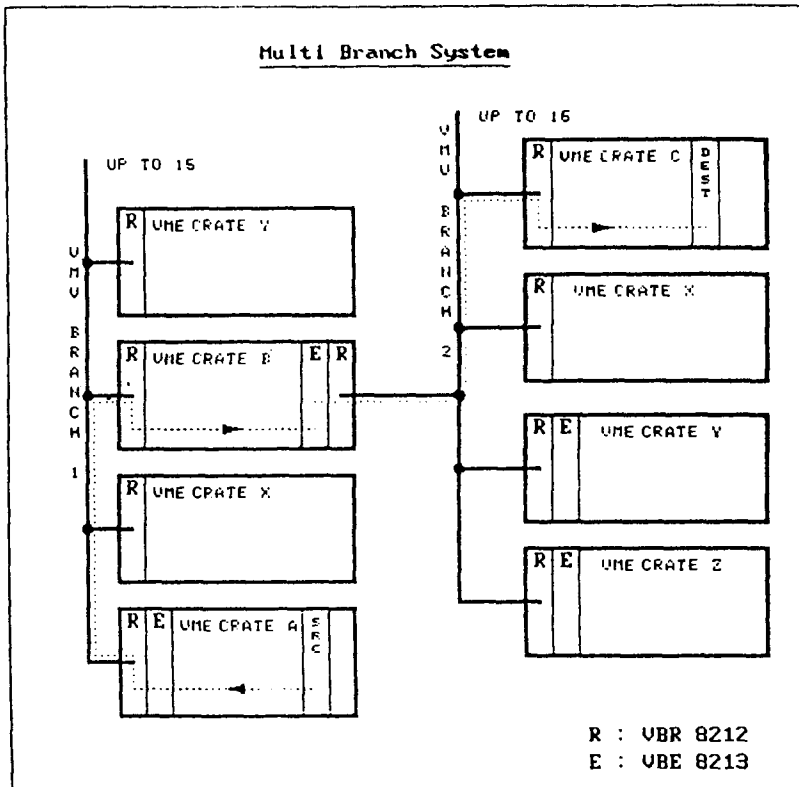 Multi Branch System
UP TO 15
VMV BRANCH 1
R VME CRATE Y
R VME CRATE B E R
R VME CRATE X
R E VME CRATE A SRC
UP TO 16
VMV BRANCH 2
R VME CRATE C DEST
R VME CRATE X
R E VME CRATE Y
R E VME CRATE Z
R : VBR 8212
E : VBE 8213